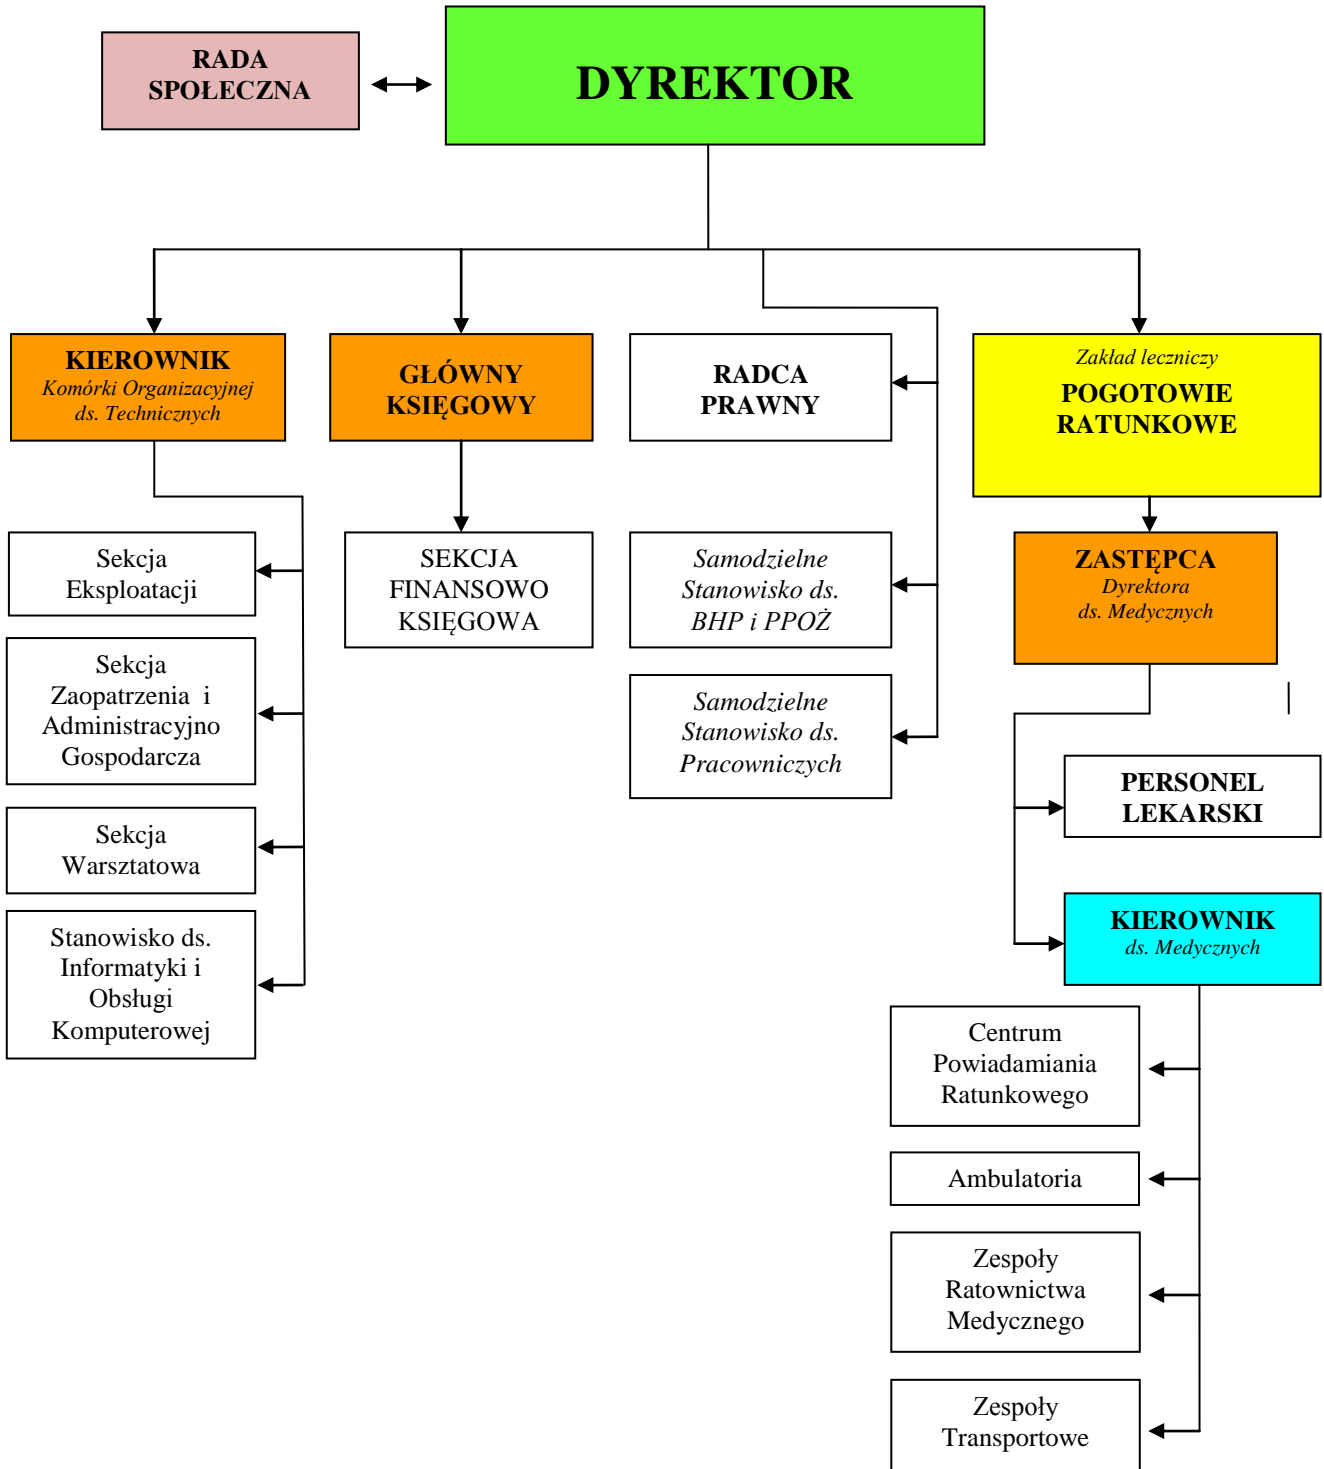 RADA
SPOŁECZNA
DYREKTOR
KIEROWNIK
Komórki Organizacyjnej
ds. Technicznych
GŁÓWNY
KSIĘGOWY
RADCA
PRAWNY
Zakład leczniczy
POGOTOWIE
RATUNKOWE
Sekcja
Eksploatacji
SEKCJA
FINANSOWO
KSIĘGOWA
Samodzielne
Stanowisko ds.
BHP i PPOŻ
ZASTĘPCA
Dyrektora
ds. Medycznych
Sekcja
Zaopatrzenia i
Administracyjno
Gospodarcza
Samodzielne
Stanowisko ds.
Pracowniczych
PERSONEL
LEKARSKI
Sekcja
Warsztatowa
KIEROWNIK
ds. Medycznych
Stanowisko ds.
Informatyki i
Obsługi
Komputerowej
Centrum
Powiadamiania
Ratunkowego
Ambulatoria
Zespoły
Ratownictwa
Medycznego
Zespoły
Transportowe